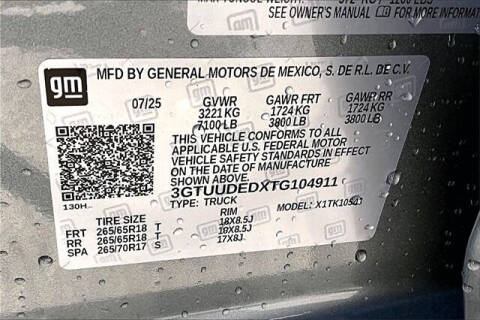 SEE OWNER'S MANUAL
gm
MFD BY GENERAL MOTORS DE MEXICO, S. DE R.L. DE C.V.
07/25 GVWR GAWR FRT GAWR RR
3221 KG 1724 KG 1724 KG
7100 LB 3800 LB 3800 LB
THIS VEHICLE CONFORMS TO ALL
APPLICABLE U.S. FEDERAL MOTOR
VEHICLE SAFETY STANDARDS IN EFFECT
ON THE DATE OF MANUFACTURE
SHOWN ABOVE.
3GTUUDEDXTG104911
130H
TYPE: TRUCK MODEL:
TIRE SIZE RIM
FRT 265/65R18 T 18X8.5J
RR 265/65R18 T 18X8.5J
SPA 265/70R17 S 17X8J